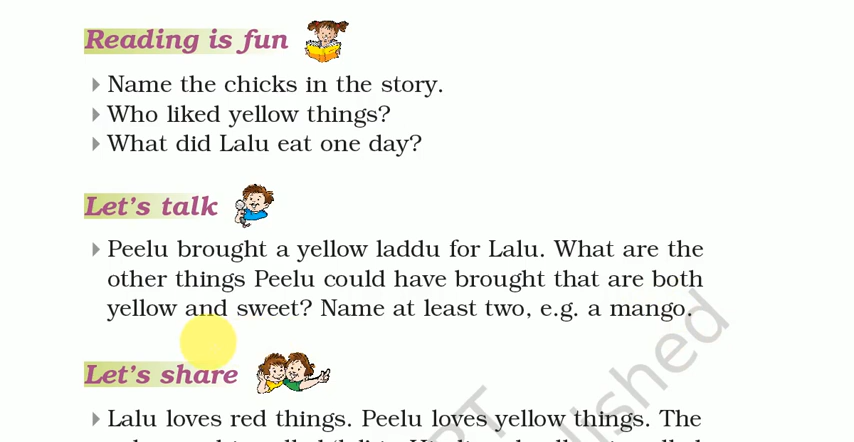 Reading is fun
Name the chicks in the story.
Who liked yellow things?
What did Lalu eat one day?
Let's talk
Peelu brought a yellow laddu for Lalu. What are the
other things Peelu could have brought that are both
yellow and sweet? Name at least two, e.g. a mango.
Let's share
Lalu loves red things. Peelu loves yellow things. The